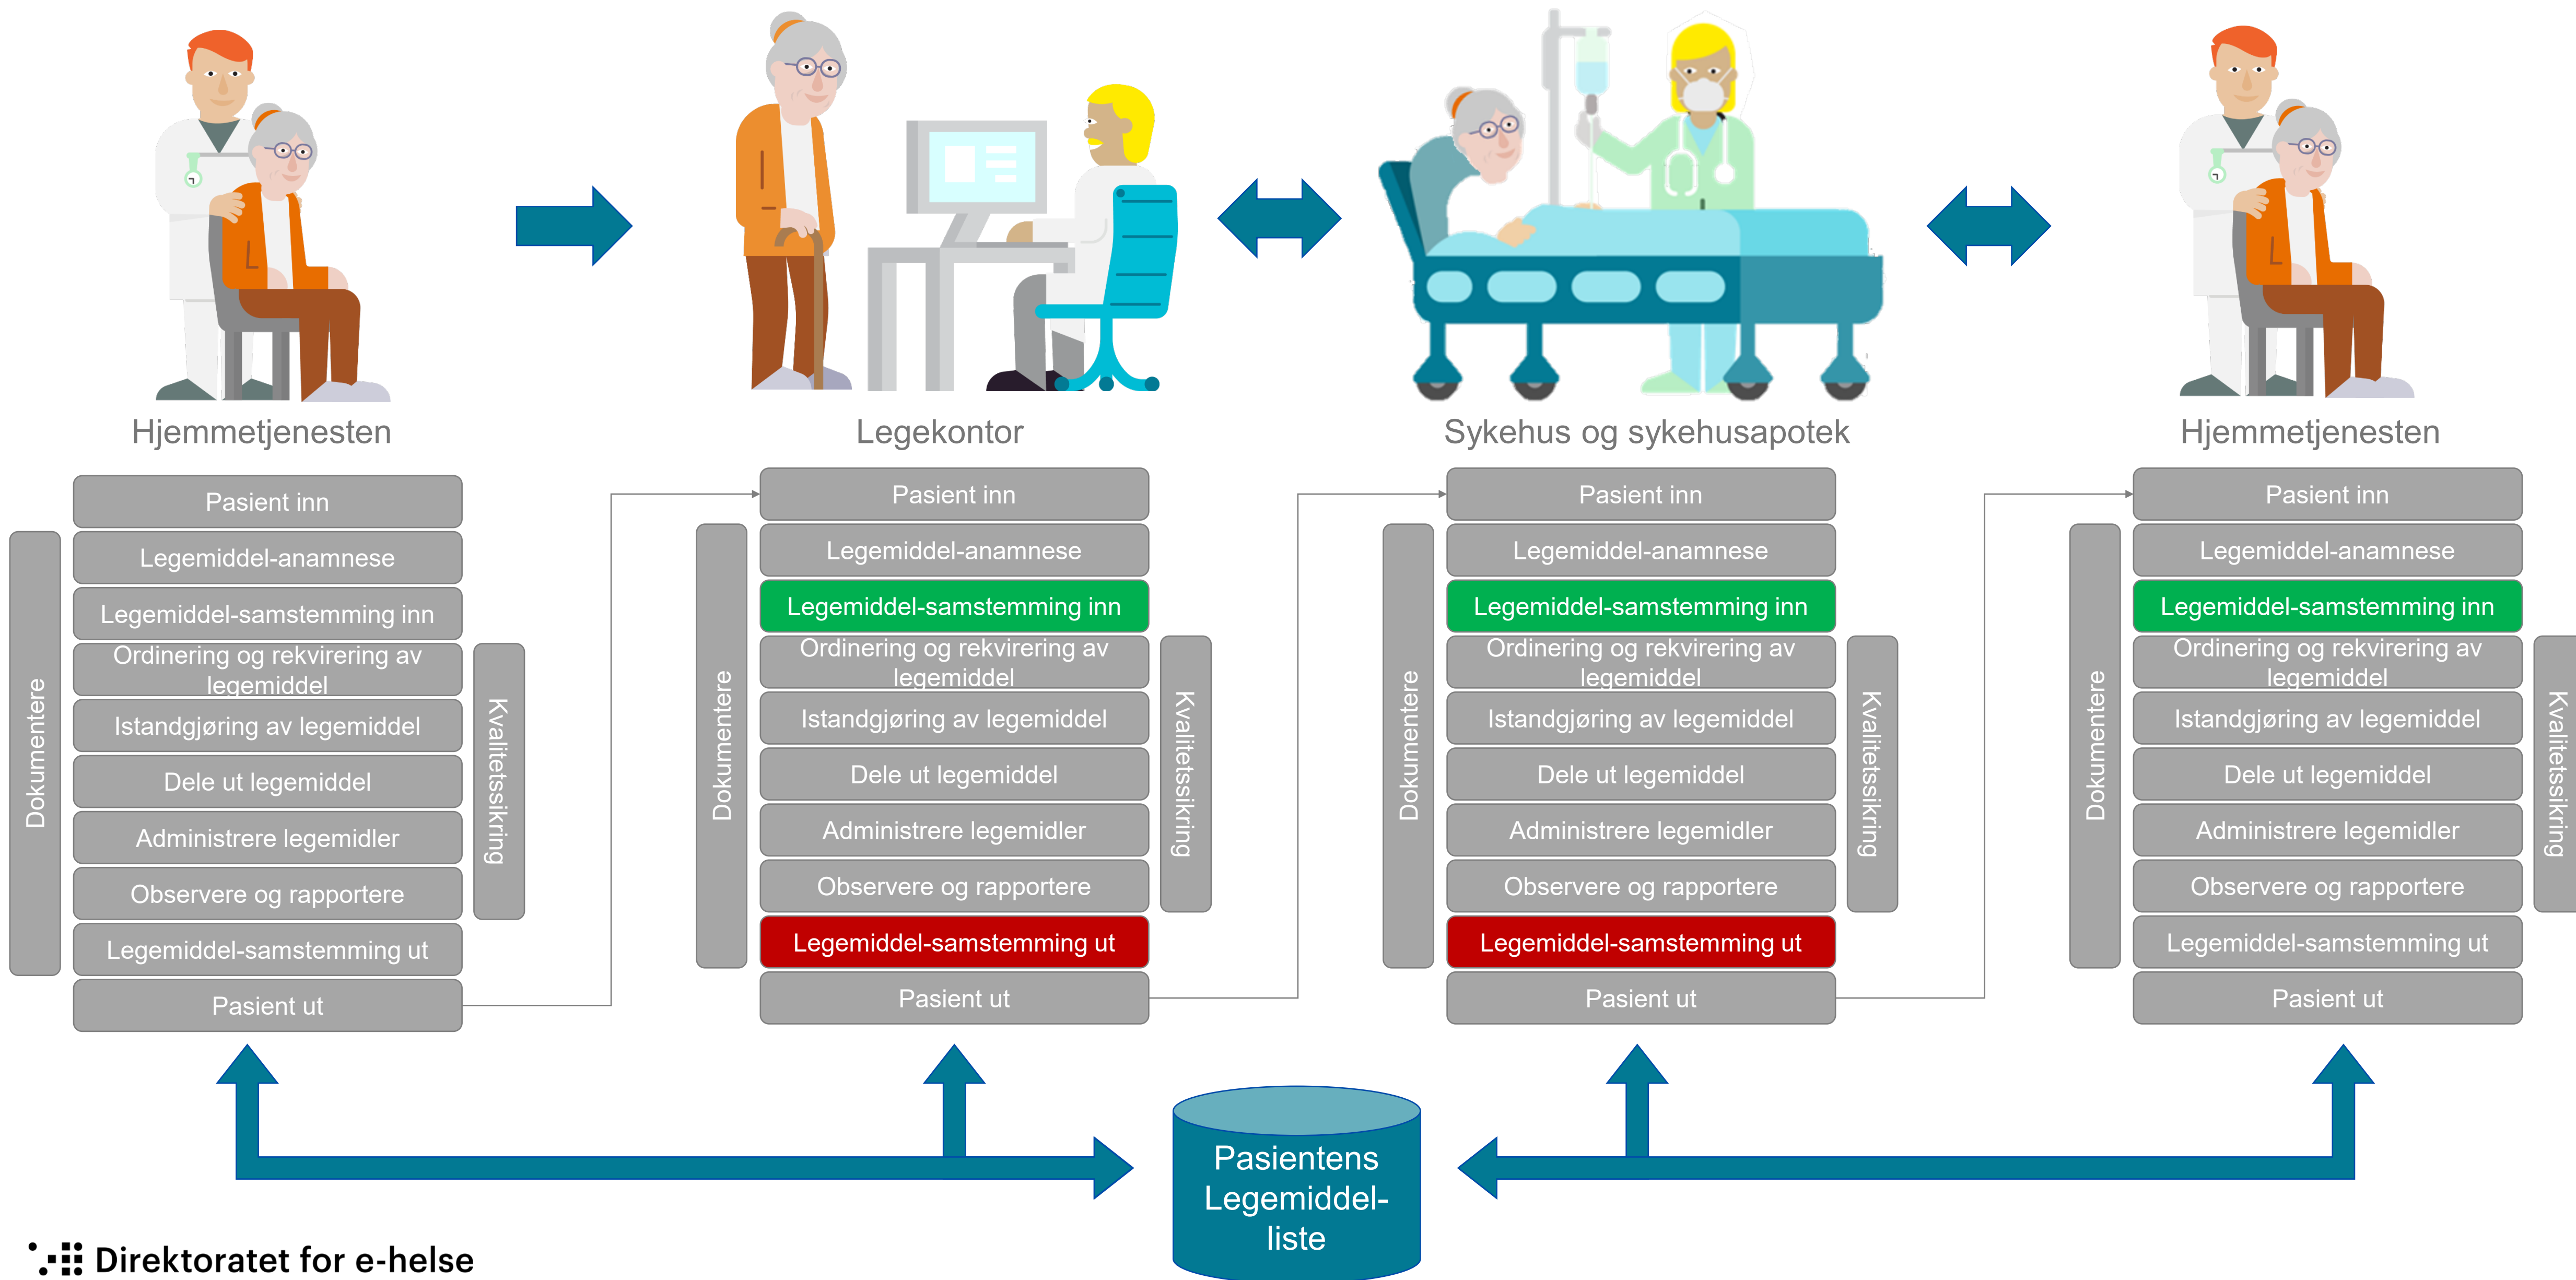 Hjemmetjenesten
Pasient inn
Legemiddel-anamnese
Legemiddel-samstemming inn
Ordinering og rekvirering av
legemiddel
Istandgjøring av legemiddel
Dele ut legemiddel
Administrere legemidler
Observere og rapportere
Legemiddel-samstemming ut
Pasient ut
Dokumentere
Kvalitetssikring
Legekontor
Pasient inn
Legemiddel-anamnese
Legemiddel-samstemming inn
Ordinering og rekvirering av
legemiddel
Istandgjøring av legemiddel
Dele ut legemiddel
Administrere legemidler
Observere og rapportere
Legemiddel-samstemming ut
Pasient ut
Dokumentere
Kvalitetssikring
Sykehus og sykehusapotek
Pasient inn
Legemiddel-anamnese
Legemiddel-samstemming inn
Ordinering og rekvirering av
legemiddel
Istandgjøring av legemiddel
Dele ut legemiddel
Administrere legemidler
Observere og rapportere
Legemiddel-samstemming ut
Pasient ut
Dokumentere
Kvalitetssikring
Hjemmetjenesten
Pasient inn
Legemiddel-anamnese
Legemiddel-samstemming inn
Ordinering og rekvirering av
legemiddel
Istandgjøring av legemiddel
Dele ut legemiddel
Administrere legemidler
Observere og rapportere
Legemiddel-samstemming ut
Pasient ut
Dokumentere
Kvalitetssikring
Pasientens
Legemiddel-
liste
Direktoratet for e-helse